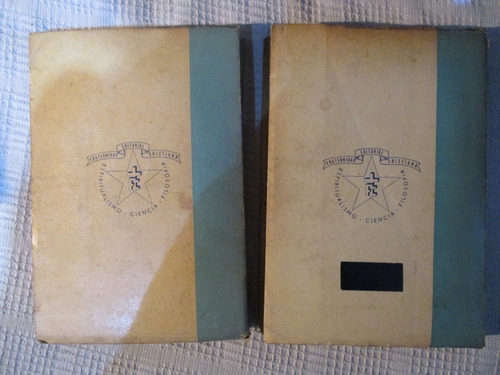 EDITORIAL
FRATERNIDAD CRISTIANA
ESPIRITUALISMO · CIENCIA · FILOSOFIA
EDITORIAL
FRATERNIDAD CRISTIANA
ESPIRITUALISMO · CIENCIA · FILOSOFIA